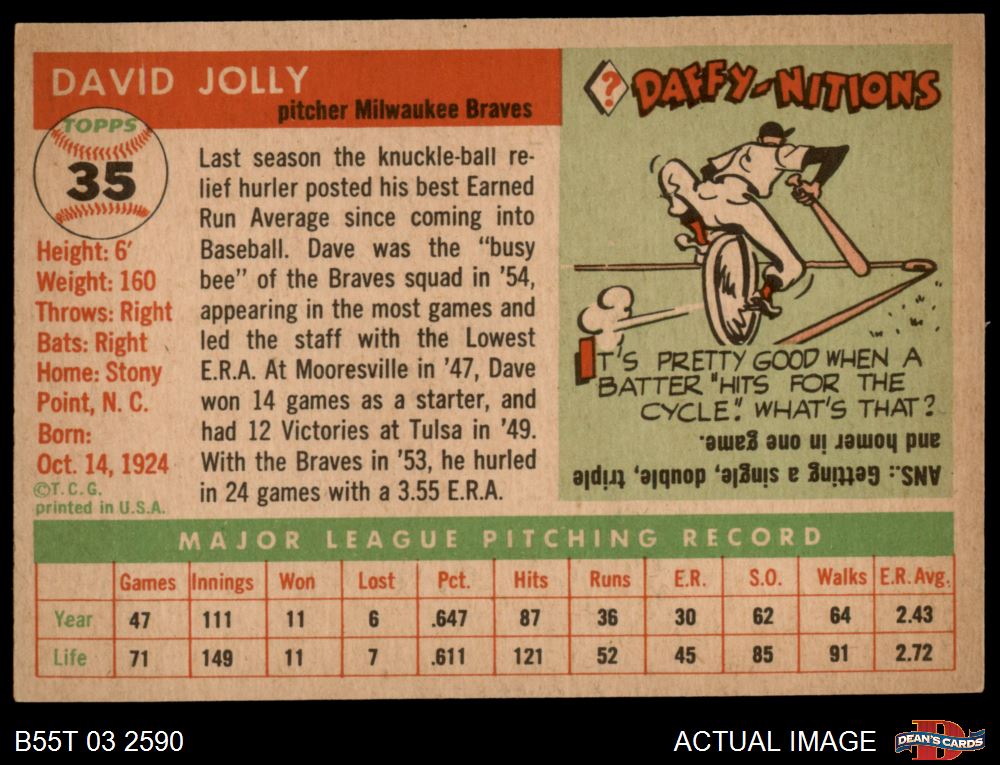 DAVID JOLLY
pitcher Milwaukee Braves
TOPPS
35
Height: 6'
Weight: 160
Throws: Right
Bats: Right
Home: Stony
Point, N. C.
Born:
Oct. 14, 1924
©T. C. G.
printed in U.S.A.
Last season the knuckle-ball re-
lief hurler posted his best Earned
Run Average since coming into
Baseball. Dave was the "busy
bee" of the Braves squad in '54,
appearing in the most games and
led the staff with the Lowest
E.R.A. At Mooresville in '47, Dave
won 14 games as a starter, and
had 12 Victories at Tulsa in '49.
With the Braves in '53, he hurled
in 24 games with a 3.55 E.R.A.
? DAFFY-NITIONS
IT'S PRETTY GOOD WHEN A
BATTER "HITS FOR THE
CYCLE." WHAT'S THAT?
ANS.: Getting a single, double, triple
and homer in one game.
MAJOR LEAGUE PITCHING RECORD
Games Innings Won Lost Pct. Hits Runs E.R. S.O. Walks E.R. Avg.
Year 47 111 11 6 .647 87 36 30 62 64 2.43
Life 71 149 11 7 .611 121 52 45 85 91 2.72
B55T 03 2590
ACTUAL IMAGE
DEAN'S CARDS